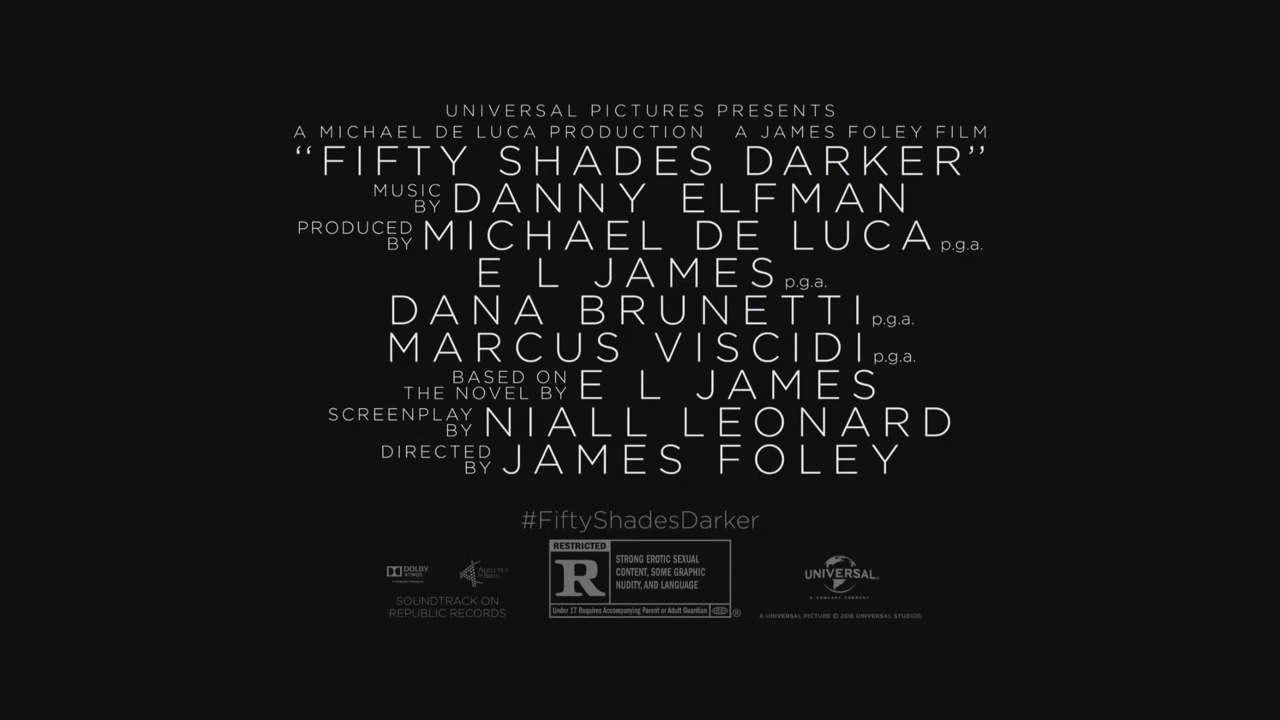 UNIVERSAL PICTURES PRESENTS
A MICHAEL DE LUCA PRODUCTION A JAMES FOLEY FILM
“FIFTY SHADES DARKER”
MUSIC BY DANNY ELFMAN
PRODUCED BY MICHAEL DE LUCA p.g.a.
E L JAMES p.g.a.
DANA BRUNETTI p.g.a.
MARCUS VISCIDI p.g.a.
BASED ON THE NOVEL BY E L JAMES
SCREENPLAY BY NIALL LEONARD
DIRECTED BY JAMES FOLEY
#FiftyShadesDarker
DOLBY ATMOS
SOUNDTRACK ON
REPUBLIC RECORDS
RESTRICTED
R
STRONG EROTIC SEXUAL
CONTENT, SOME GRAPHIC
NUDITY, AND LANGUAGE
Under 17 Requires Accompanying Parent or Adult Guardian
®
UNIVERSAL
A COMCAST COMPANY
A UNIVERSAL PICTURE © 2016 UNIVERSAL STUDIOS